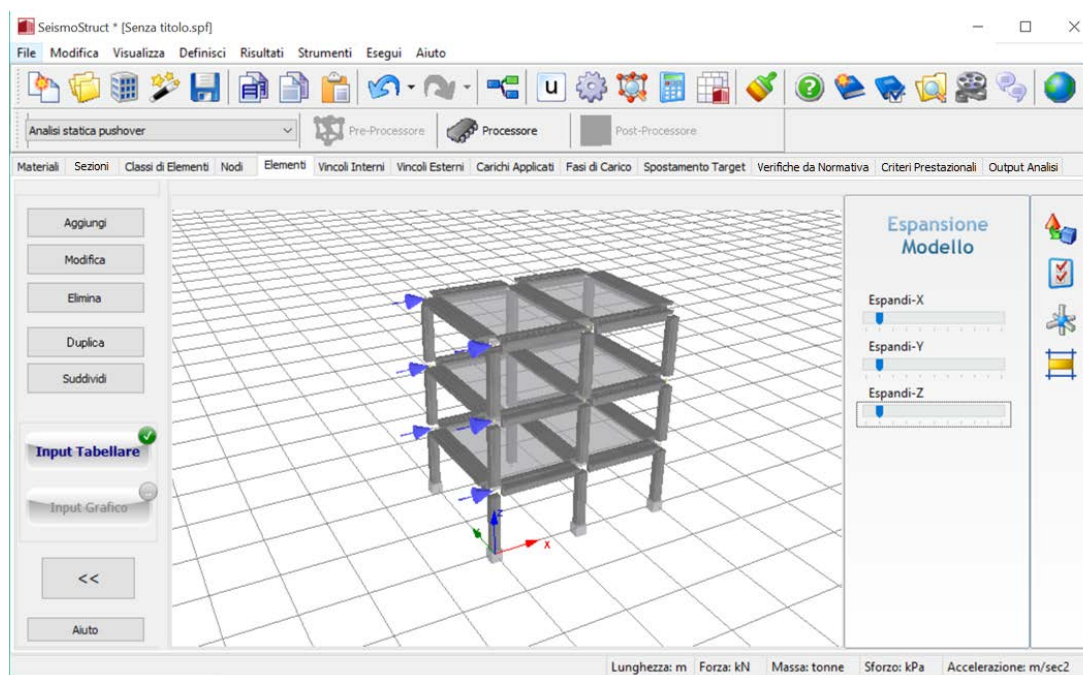 SeismoStruct * [Senza titolo.spf]
File Modifica Visualizza Definisci Risultati Strumenti Esegui Aiuto
u
Analisi statica pushover Pre-Processore Processore Post-Processore
Materiali Sezioni Classi di Elementi Nodi Elementi Vincoli Interni Vincoli Esterni Carichi Applicati Fasi di Carico Spostamento Target Verifiche da Normativa Criteri Prestazionali Output Analisi
Aggiungi
Modifica
Elimina
Duplica
Suddividi
Input Tabellare
Input Grafico
<<
Aiuto
z
x
Espansione
Modello
Espandi-X
Espandi-Y
Espandi-Z
Lunghezza: m Forza: kN Massa: tonne Sforzo: kPa Accelerazione: m/sec2